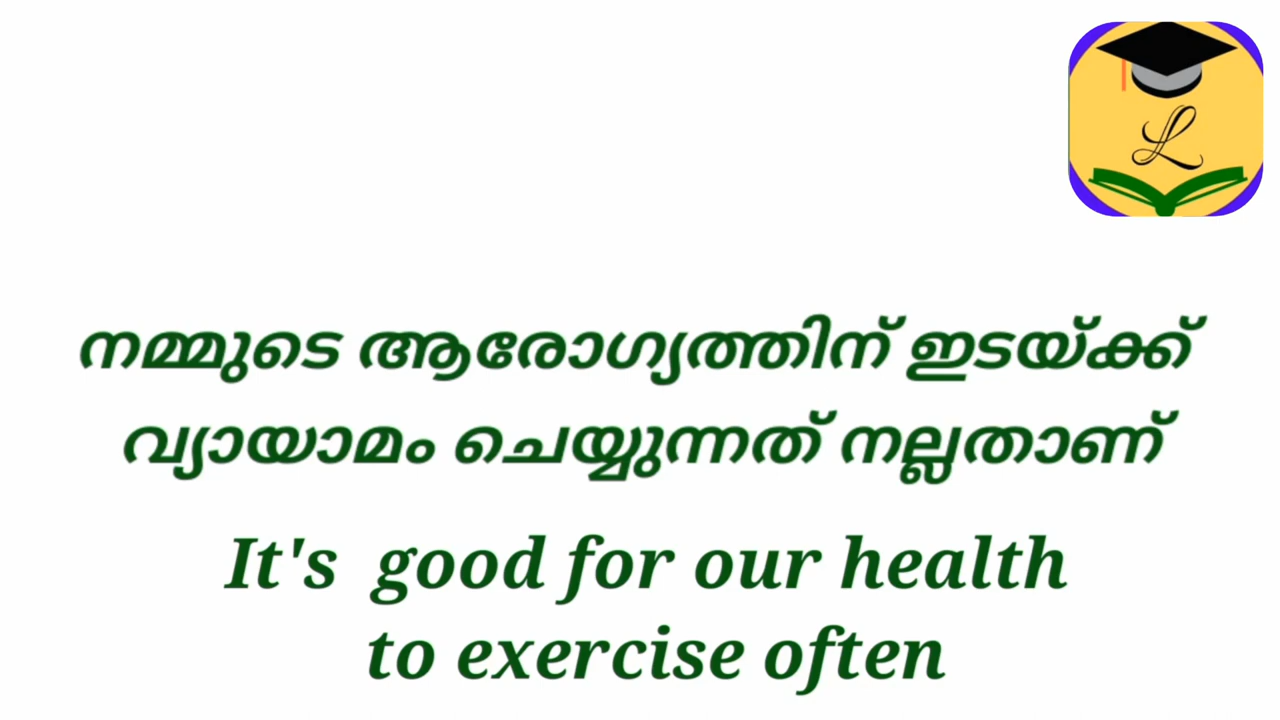 നമ്മുടെ ആരോഗ്യത്തിന് ഇടയ്ക്ക്
വ്യായാമം ചെയ്യുന്നത് നല്ലതാണ്
It's good for our health
to exercise often
L